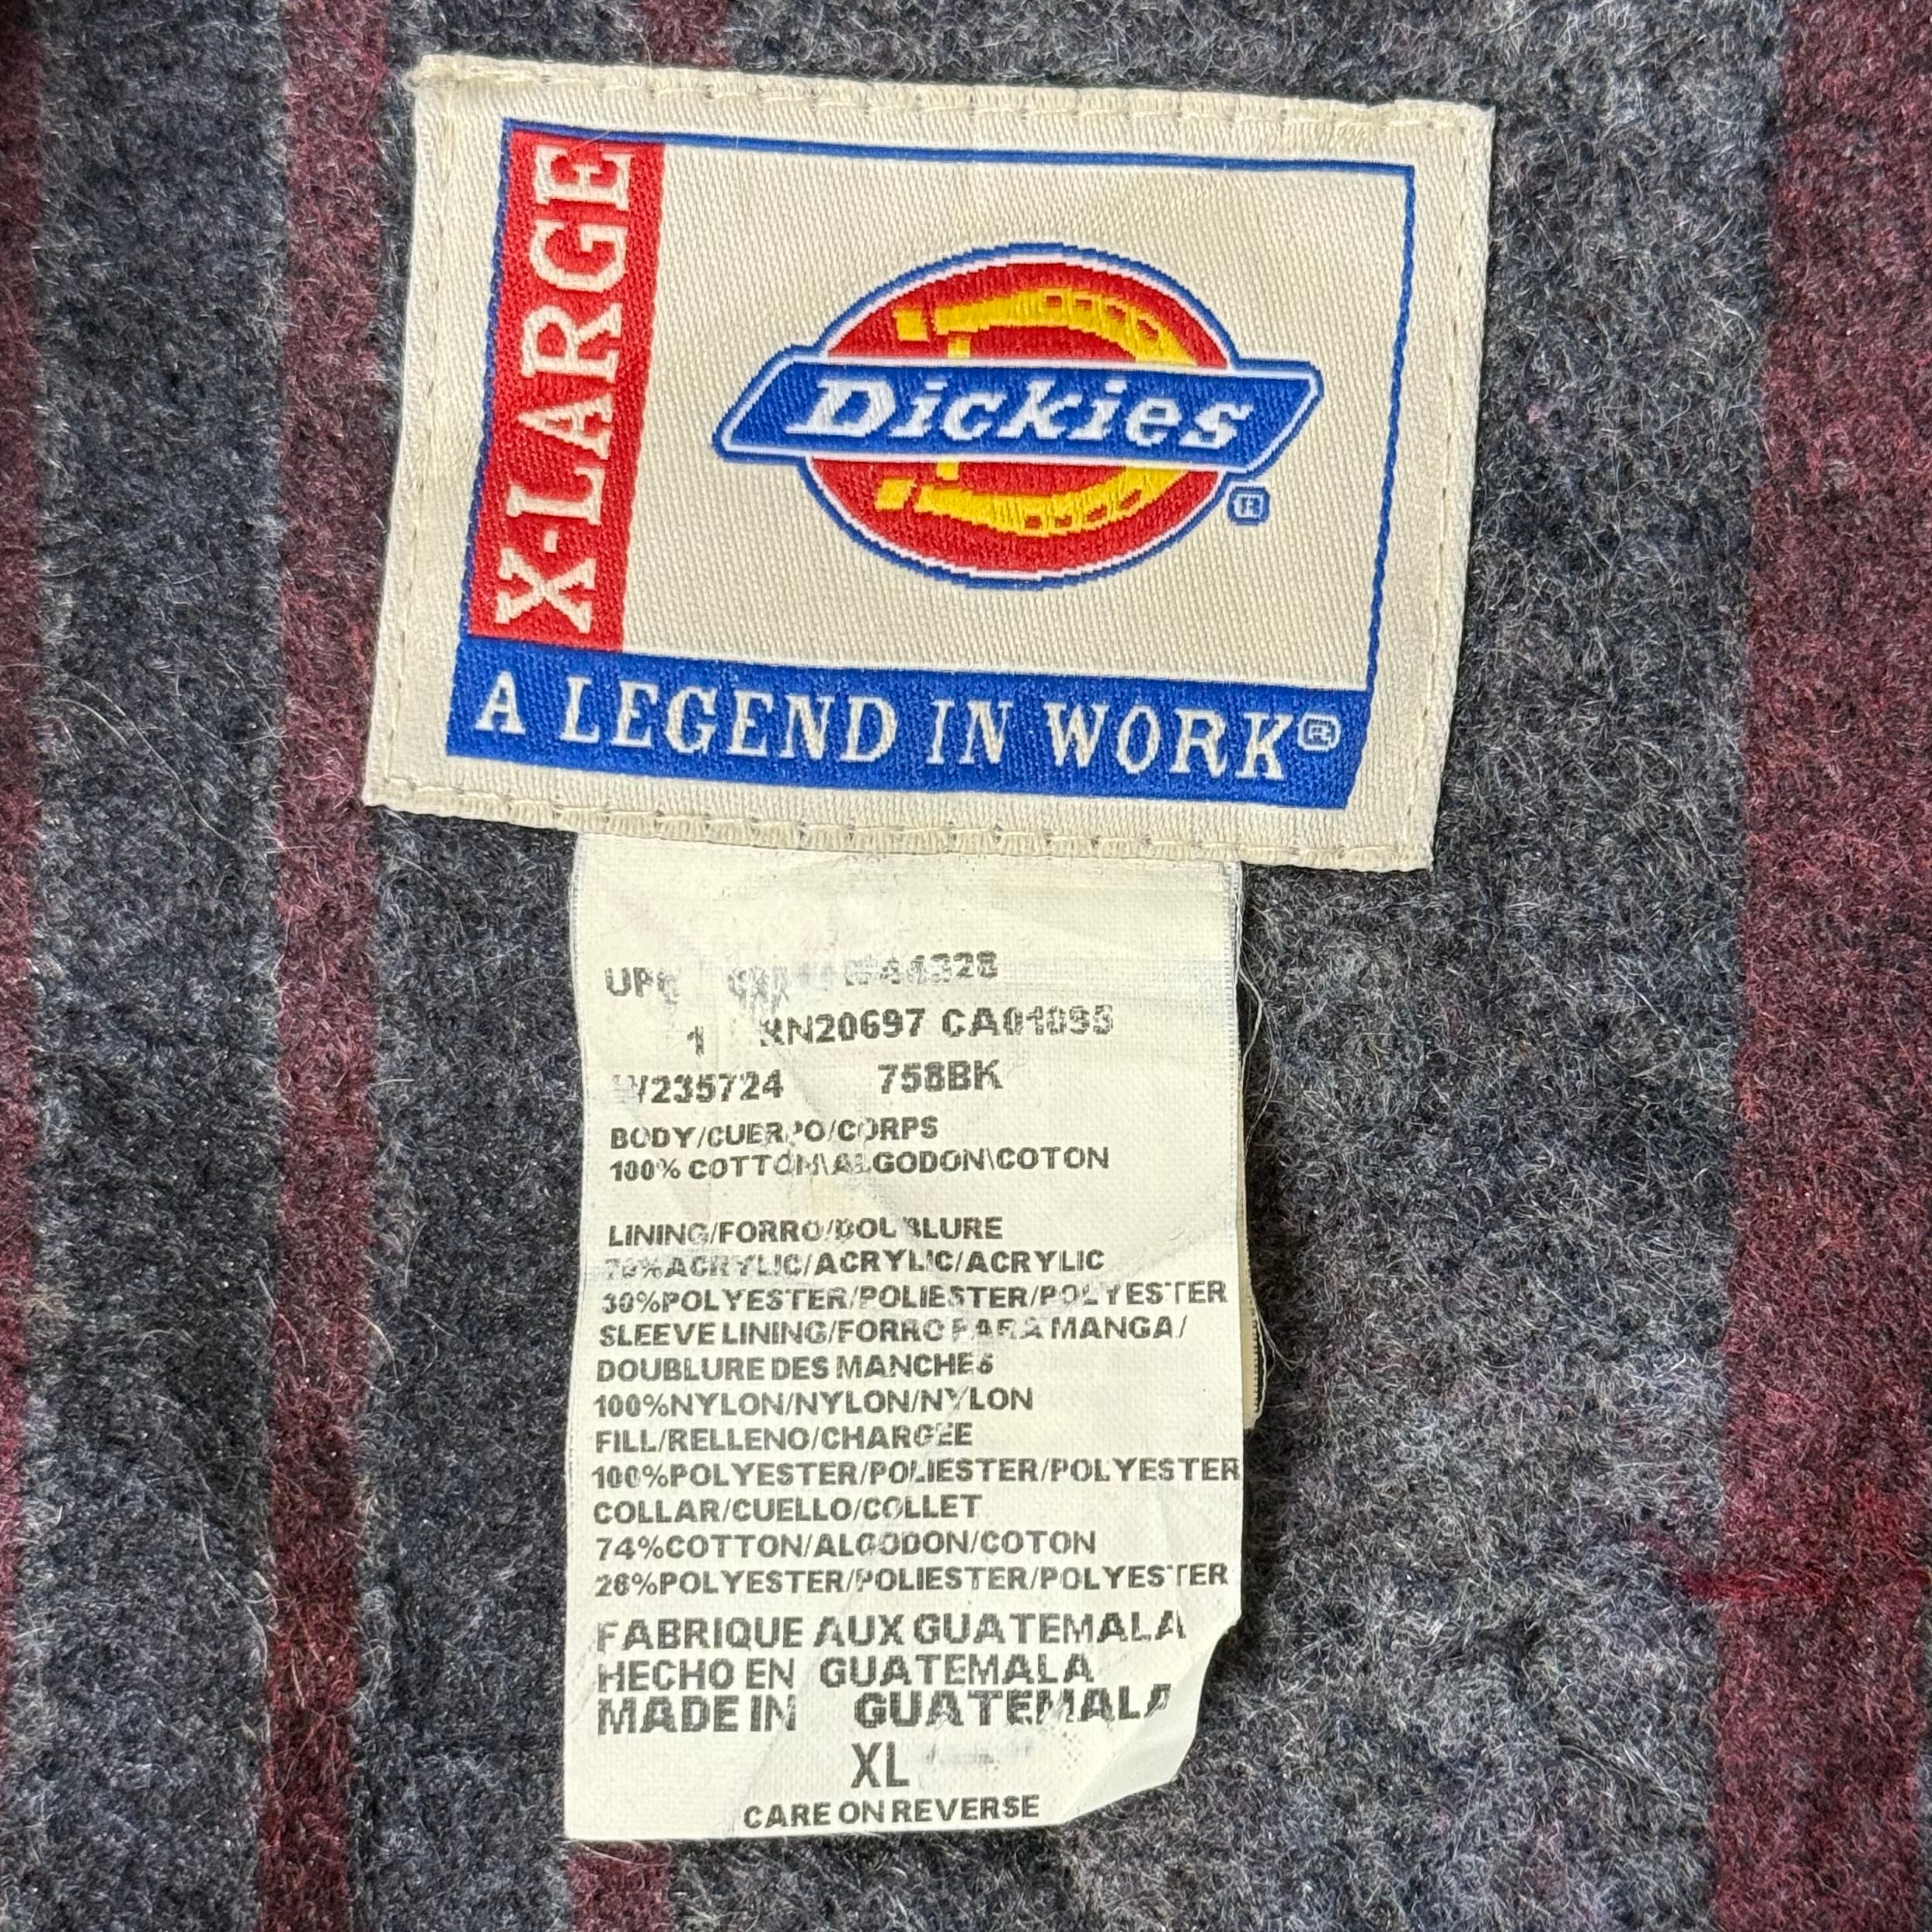 X-LARGE
Dickies®
A LEGEND IN WORK®
1 RN20697 CA01095
758BK
BODY/CUERPO/CORPS
100% COTTON\ALGODON\COTON
LINING/FORRO/DOUBLURE
70%ACRYLIC/ACRYLIC/ACRYLIC
30%POLYESTER/POLIESTER/POLYESTER
SLEEVE LINING/FORRO PARA MANGA/
DOUBLURE DES MANCHES
100%NYLON/NYLON/NYLON
FILL/RELLENO/CHARGEE
100%POLYESTER/POLIESTER/POLYESTER
COLLAR/CUELLO/COLLET
74%COTTON/ALGODON/COTON
26%POLYESTER/POLIESTER/POLYESTER
FABRIQUE AUX GUATEMALA
HECHO EN GUATEMALA
MADE IN GUATEMALA
XL
CARE ON REVERSE